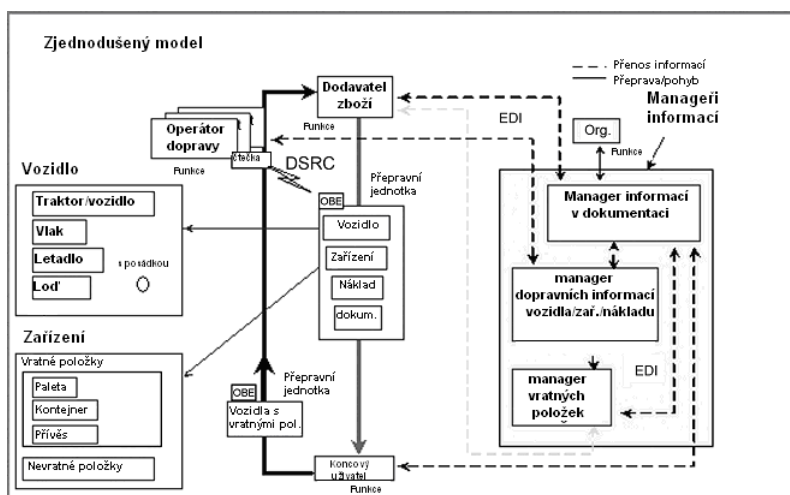 Zjednodušený model
Přenos informací
Přeprava/pohyb
Dodavatel
zboží
Manageři
informací
Operátor
dopravy
Funkce
EDI
Org.
Funkce
čtečka
Funkce
DSRC
Vozidlo
Přepravní
jednotka
OBE
Traktor/vozidlo
Vlak
Letadlo
Loď
s posádkou
Vozidlo
Zařízení
Náklad
dokum.
Manager informací
v dokumentaci
manager
dopravních informací
vozidla/zař./nákladu
Zařízení
Vratné položky
Paleta
Kontejner
Přívěs
Nevratné položky
Přepravní
jednotka
OBE
Vozidla s
vratnými pol.
manager
vratných
položek
EDI
Koncový
uživatel
Funkce